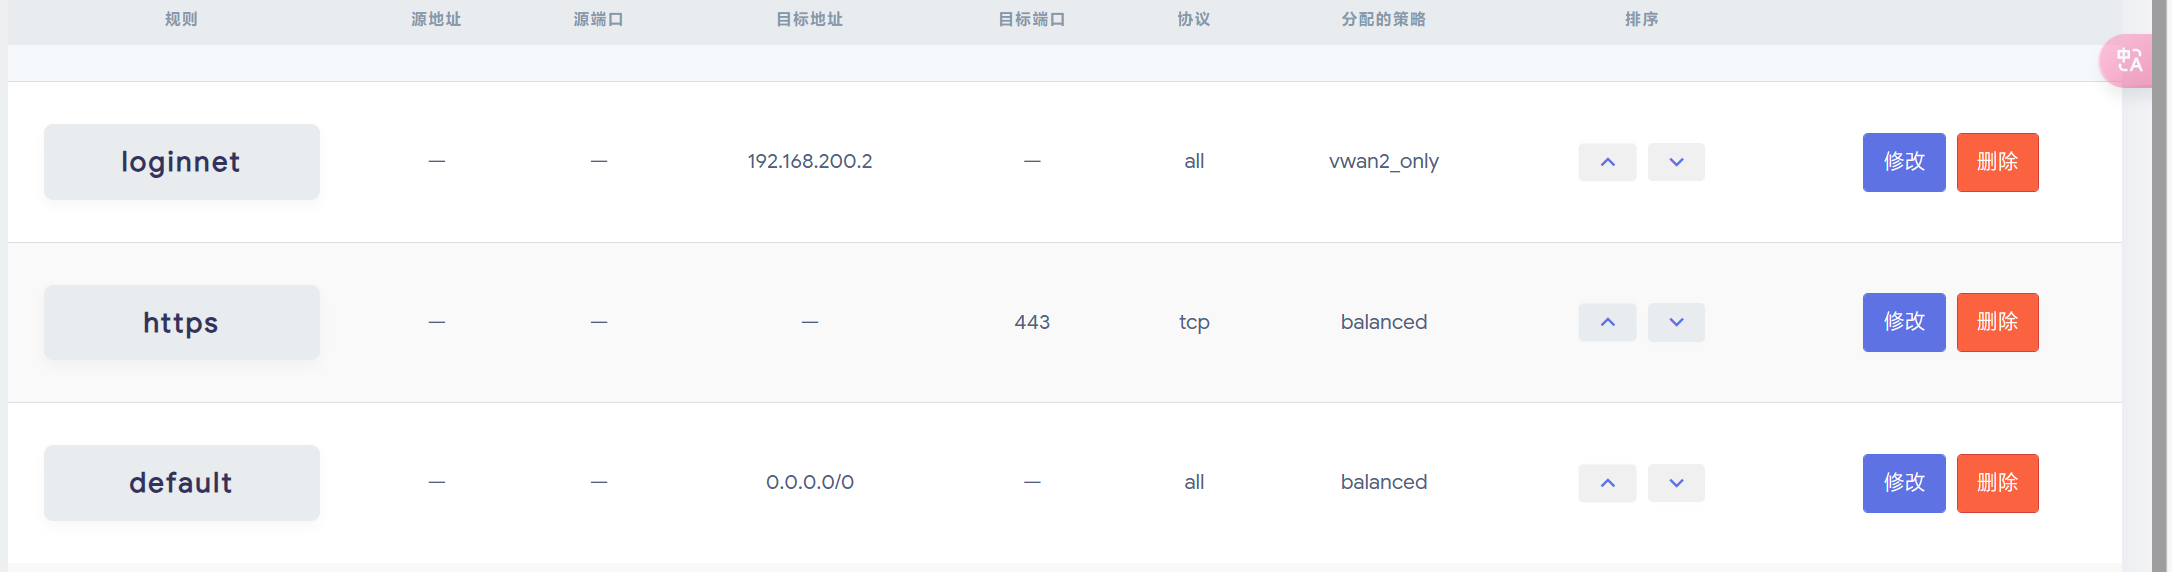 规则 源地址 源端口 目标地址 目标端口 协议 分配的策略 排序
中A
loginnet — — 192.168.200.2 — all vwan2_only 修改 删除
https — — — 443 tcp balanced 修改 删除
default — — 0.0.0.0/0 — all balanced 修改 删除